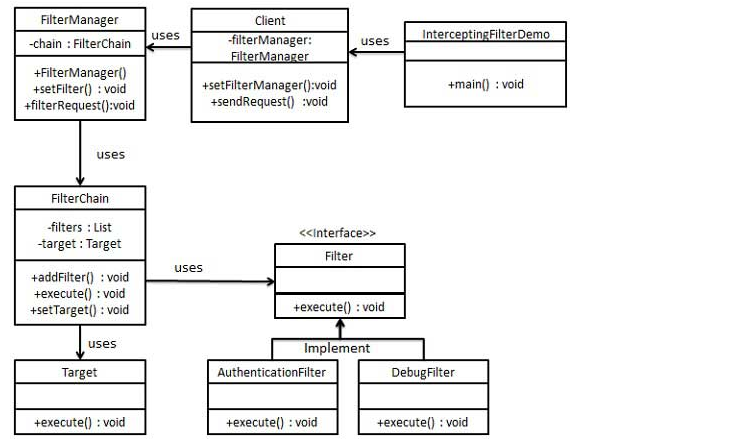 FilterManager
-chain : FilterChain
+FilterManager()
+setFilter() : void
+filterRequest():void
uses
Client
-filterManager:
FilterManager
+setFilterManager():void
+sendRequest() :void
uses
InterceptingFilterDemo
+main() : void
uses
FilterChain
-filters : List
-target : Target
+addFilter() : void
+execute() : void
+setTarget() : void
uses
<<Interface>>
Filter
+execute() : void
uses
Implement
Target
+execute() : void
AuthenticationFilter
+execute() : void
DebugFilter
+execute() : void